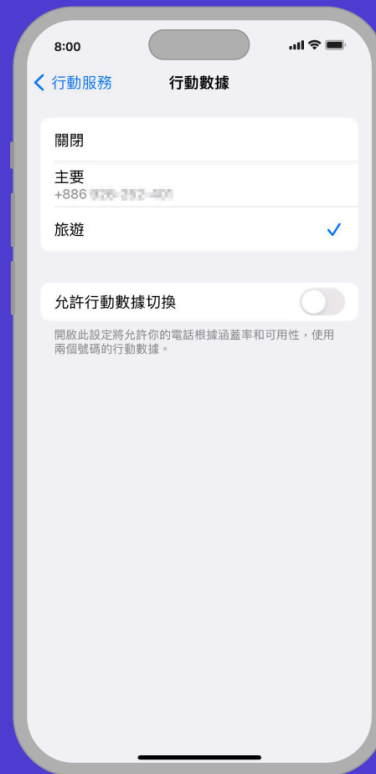 8:00
行動服務
行動數據
關閉
主要
+886
旅遊
允許行動數據切換
開啟此設定將允許你的電話根據涵蓋率和可用性，使用
兩個號碼的行動數據。